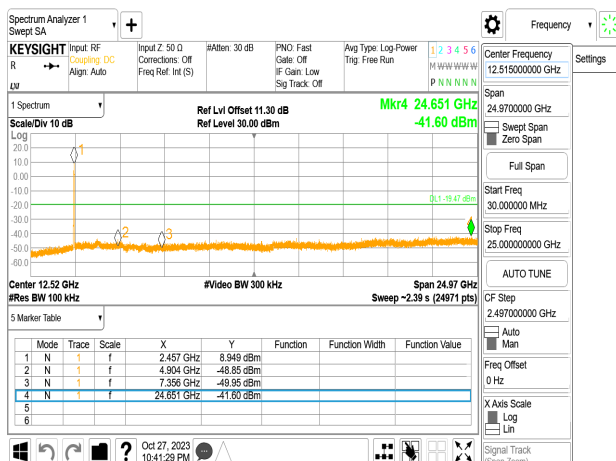 Spectrum Analyzer 1
Swept SA
Frequency
Settings
KEYSIGHT
R
Input: RF
Coupling: DC
Align: Auto
Input Z: 50 Ω
Corrections: Off
Freq Ref: Int (S)
#Atten: 30 dB
PNO: Fast
Gate: Off
IF Gain: Low
Sig Track: Off
Avg Type: Log-Power
Trig: Free Run
1 2 3 4 5 6
M W W W W W
P N N N N N
1 Spectrum
Scale/Div 10 dB
Ref Lvl Offset 11.30 dB
Ref Level 30.00 dBm
Mkr4 24.651 GHz
-41.60 dBm
Log
20.0
10.0
0.00
-10.0
-20.0
-30.0
-40.0
-50.0
-60.0
1
2
3
DL1 -19.47 dBm
Center 12.52 GHz
#Video BW 300 kHz
Span 24.97 GHz
#Res BW 100 kHz
Sweep ~2.39 s (24971 pts)
5 Marker Table
Mode Trace Scale X Y Function Function Width Function Value
1 N 1 f 2.457 GHz 8.949 dBm
2 N 1 f 4.904 GHz -48.85 dBm
3 N 1 f 7.356 GHz -49.95 dBm
4 N 1 f 24.651 GHz -41.60 dBm
5
6
Oct 27, 2023
10:41:29 PM
Center Frequency
12.515000000 GHz
Span
24.9700000 GHz
Swept Span
Zero Span
Full Span
Start Freq
30.000000 MHz
Stop Freq
25.000000000 GHz
AUTO TUNE
CF Step
2.497000000 GHz
Auto
Man
Freq Offset
0 Hz
X Axis Scale
Log
Lin
Signal Track
(Span Zoom)